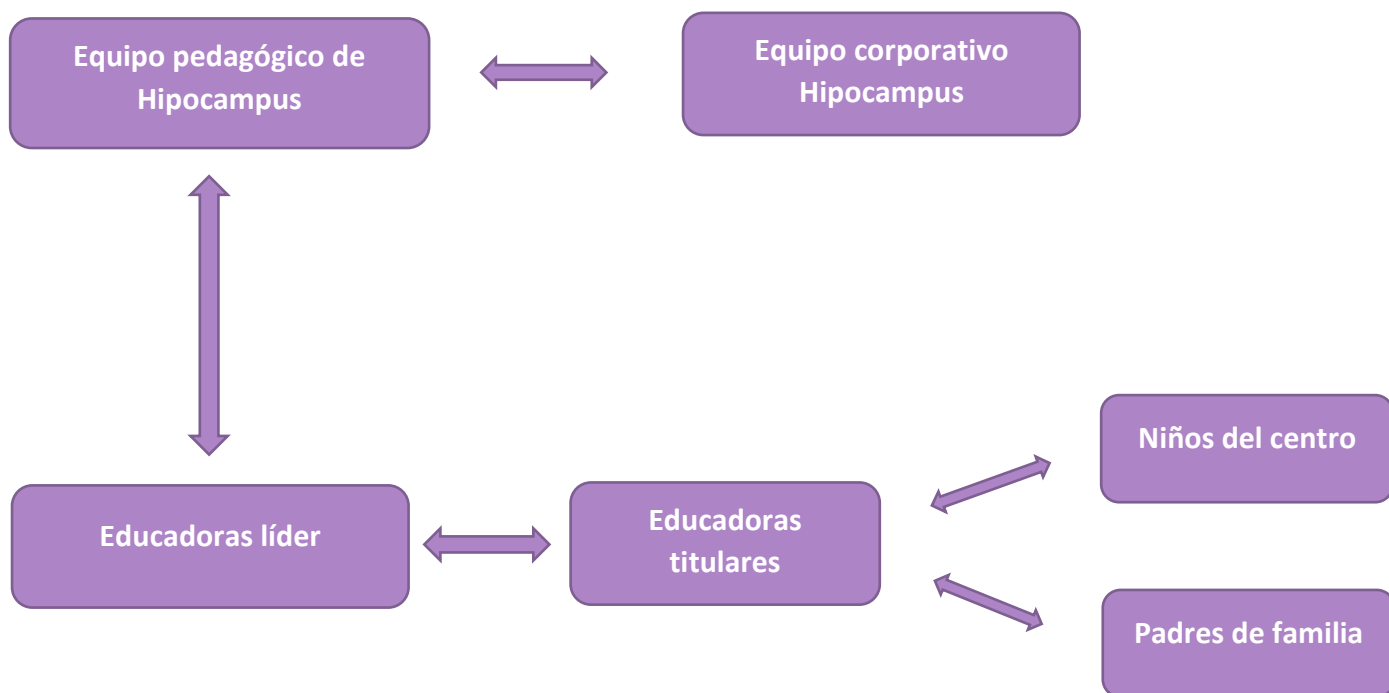 Equipo pedagógico de
Hipocampus
Equipo corporativo
Hipocampus
Niños del centro
Educadoras líder
Educadoras
titulares
Padres de familia